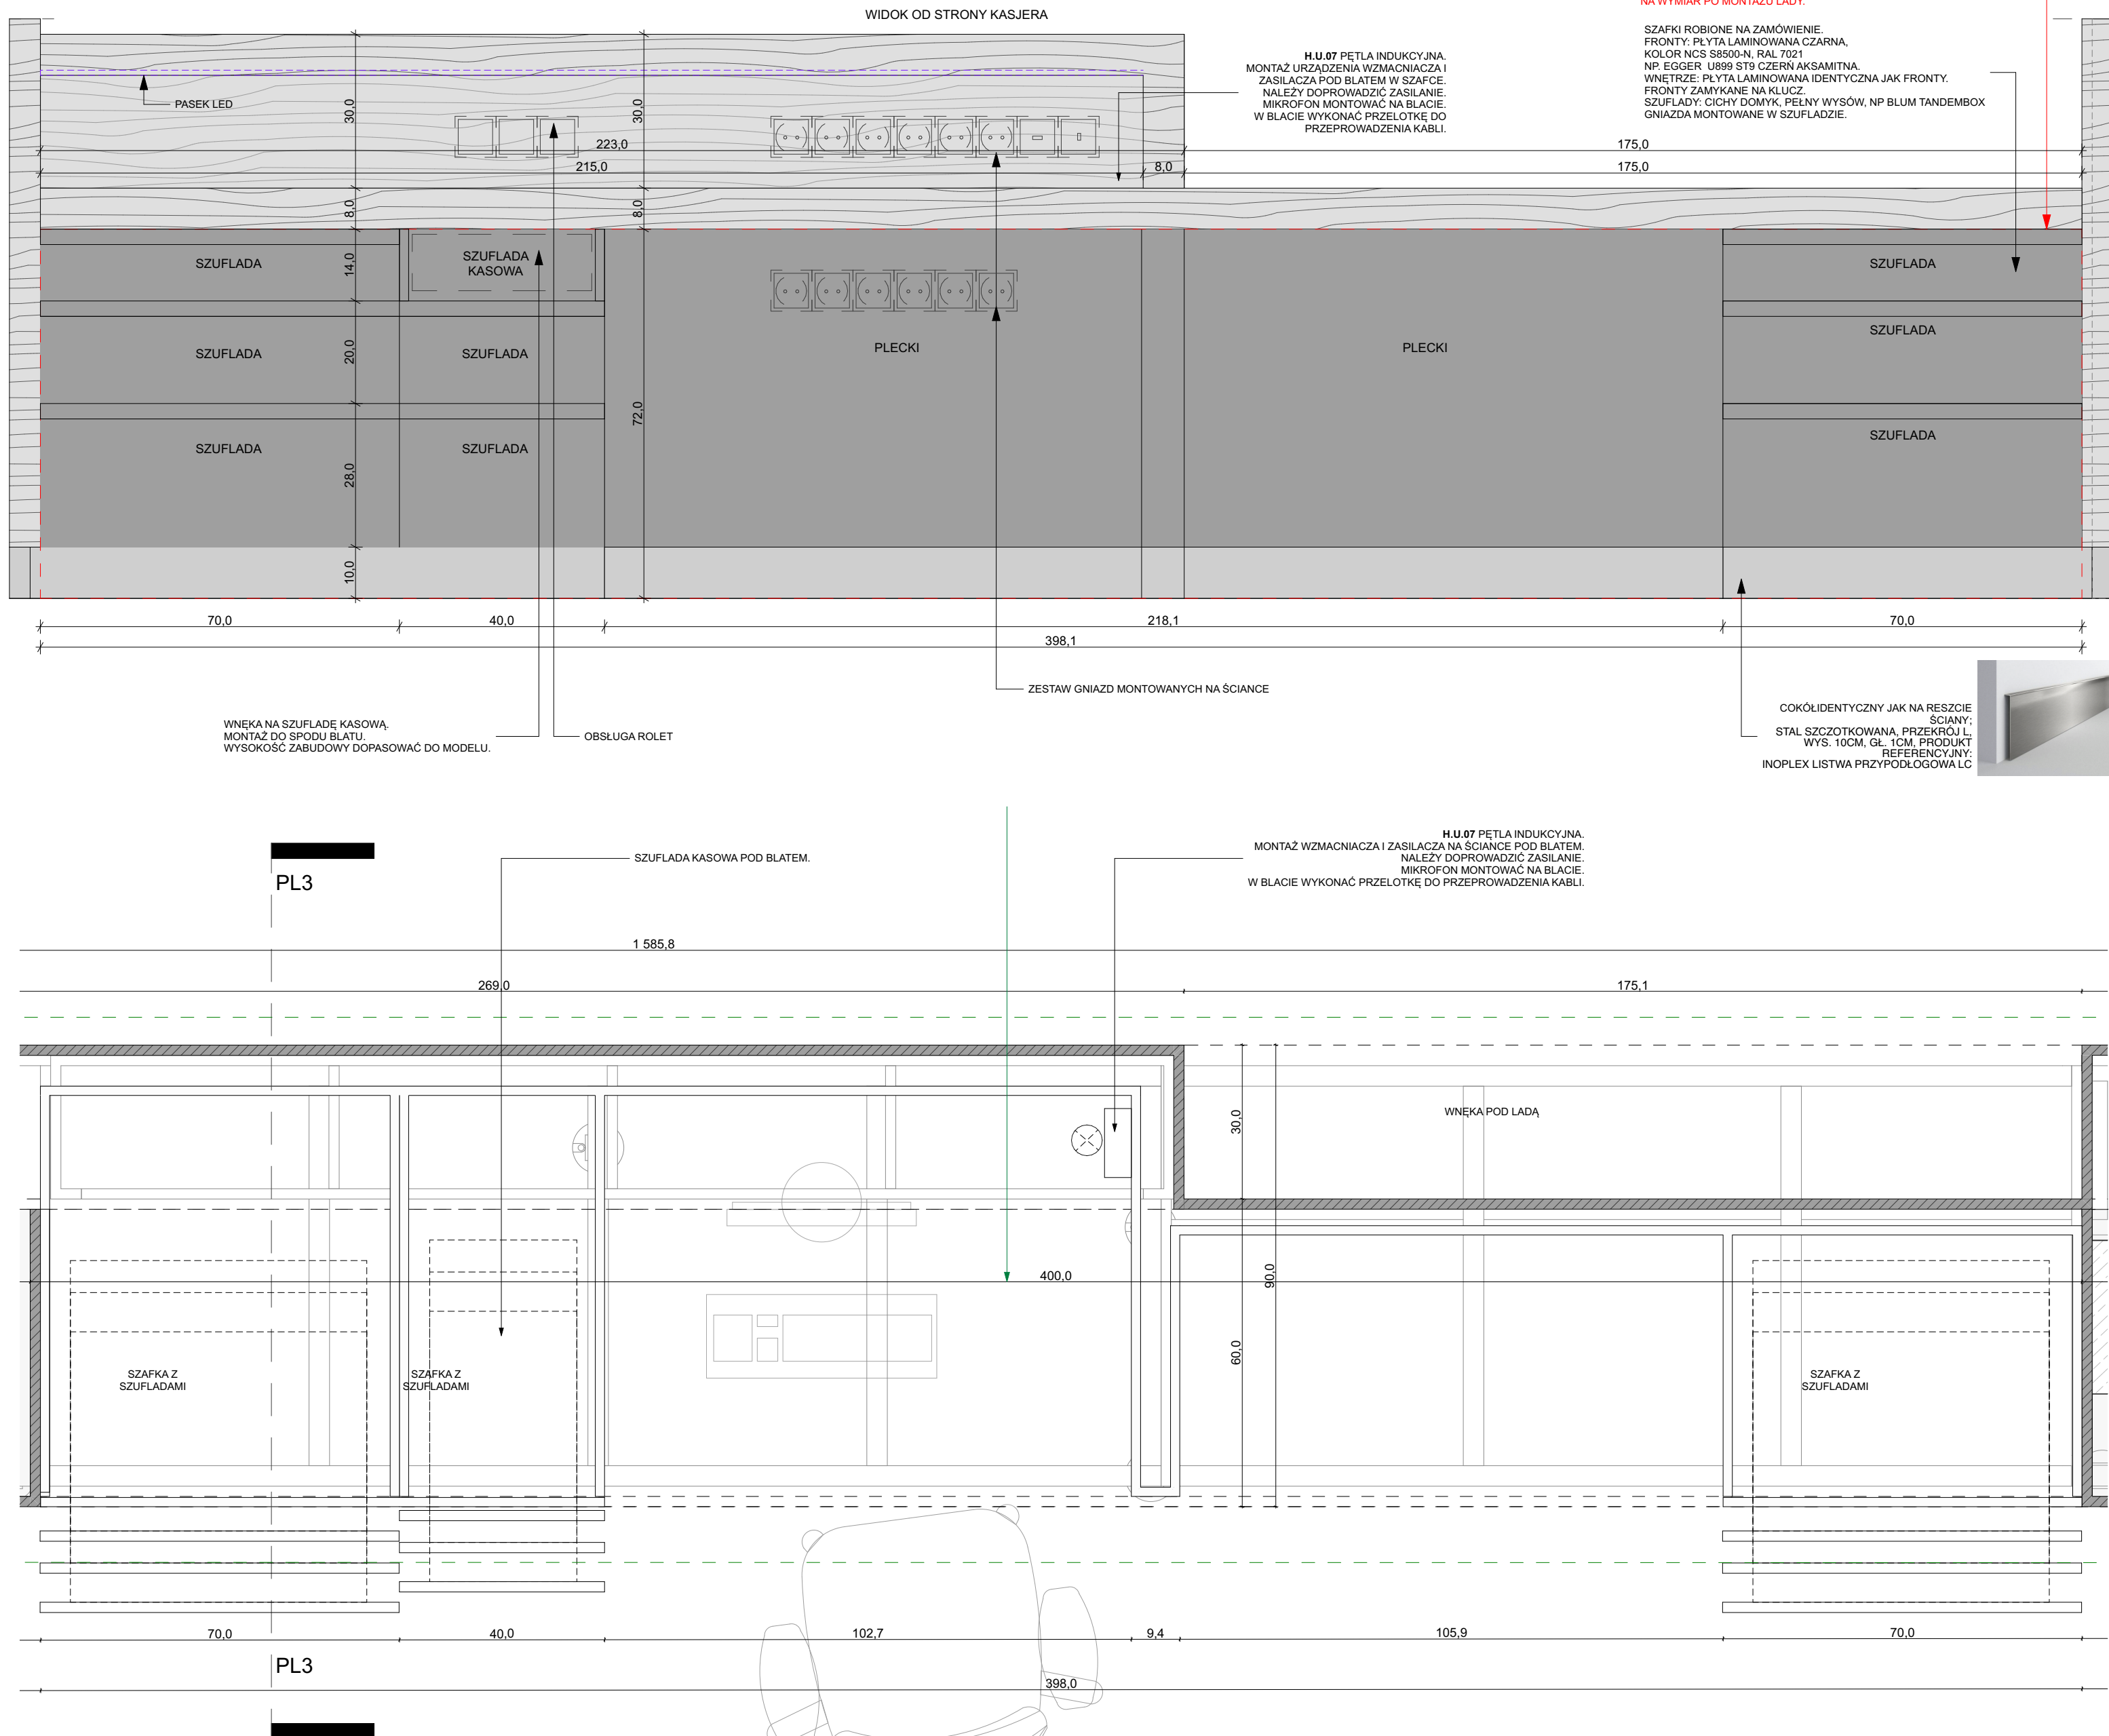 WIDOK OD STRONY KASJERA
NA WYMIAR PO MONTAŻU LADY.
SZAFKI ROBIONE NA ZAMÓWIENIE.
FRONTY: PŁYTA LAMINOWANA CZARNA,
KOLOR NCS S8500-N, RAL 7021
NP. EGGER U899 ST9 CZERŃ AKSAMITNA.
WNĘTRZE: PŁYTA LAMINOWANA IDENTYCZNA JAK FRONTY.
FRONTY ZAMYKANE NA KLUCZ.
SZUFLADY: CICHY DOMYK, PEŁNY WYSÓW, NP BLUM TANDEMBOX
GNIAZDA MONTOWANE W SZUFLADZIE.
H.U.07 PĘTLA INDUKCYJNA.
MONTAŻ URZĄDZENIA WZMACNIACZA I
ZASILACZA POD BLATEM W SZAFCE.
NALEŻY DOPROWADZIĆ ZASILANIE.
MIKROFON MONTOWAĆ NA BLACIE.
W BLACIE WYKONAĆ PRZELOTKĘ DO
PRZEPROWADZENIA KABLI.
PASEK LED
30,0
30,0
223,0
175,0
215,0
8,0
175,0
8,0
8,0
SZUFLADA
14,0
SZUFLADA
KASOWA
SZUFLADA
SZUFLADA
20,0
SZUFLADA
PLECKI
PLECKI
SZUFLADA
72,0
SZUFLADA
28,0
SZUFLADA
SZUFLADA
10,0
70,0
40,0
218,1
70,0
398,1
ZESTAW GNIAZD MONTOWANYCH NA ŚCIANCE
WNĘKA NA SZUFLADĘ KASOWĄ.
MONTAŻ DO SPODU BLATU.
WYSOKOŚĆ ZABUDOWY DOPASOWAĆ DO MODELU.
OBSŁUGA ROLET
COKÓŁIDENTYCZNY JAK NA RESZCIE
ŚCIANY;
STAL SZCZOTKOWANA, PRZEKRÓJ L,
WYS. 10CM, GŁ. 1CM, PRODUKT
REFERENCYJNY:
INOPLEX LISTWA PRZYPODŁOGOWA LC
PL3
SZUFLADA KASOWA POD BLATEM.
H.U.07 PĘTLA INDUKCYJNA.
MONTAŻ WZMACNIACZA I ZASILACZA NA ŚCIANCE POD BLATEM.
NALEŻY DOPROWADZIĆ ZASILANIE.
MIKROFON MONTOWAĆ NA BLACIE.
W BLACIE WYKONAĆ PRZELOTKĘ DO PRZEPROWADZENIA KABLI.
1 585,8
269,0
175,1
30,0
WNĘKA POD LADĄ
400,0
90,0
60,0
SZAFKA Z
SZUFLADAMI
SZAFKA Z
SZUFLADAMI
SZAFKA Z
SZUFLADAMI
70,0
40,0
102,7
9,4
105,9
70,0
PL3
398,0